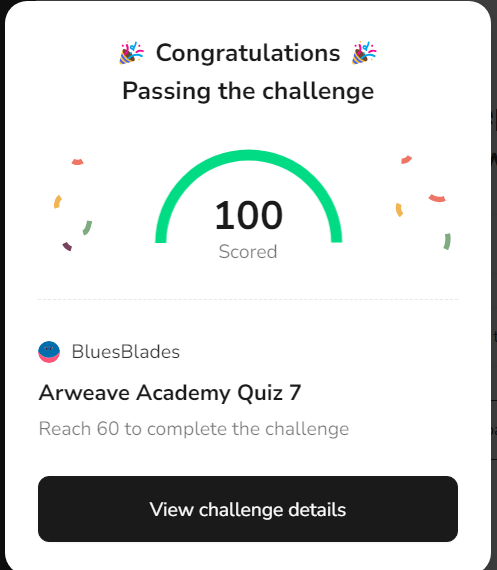 🎉 Congratulations 🎉
Passing the challenge
100
Scored
BluesBlades
Arweave Academy Quiz 7
Reach 60 to complete the challenge
View challenge details